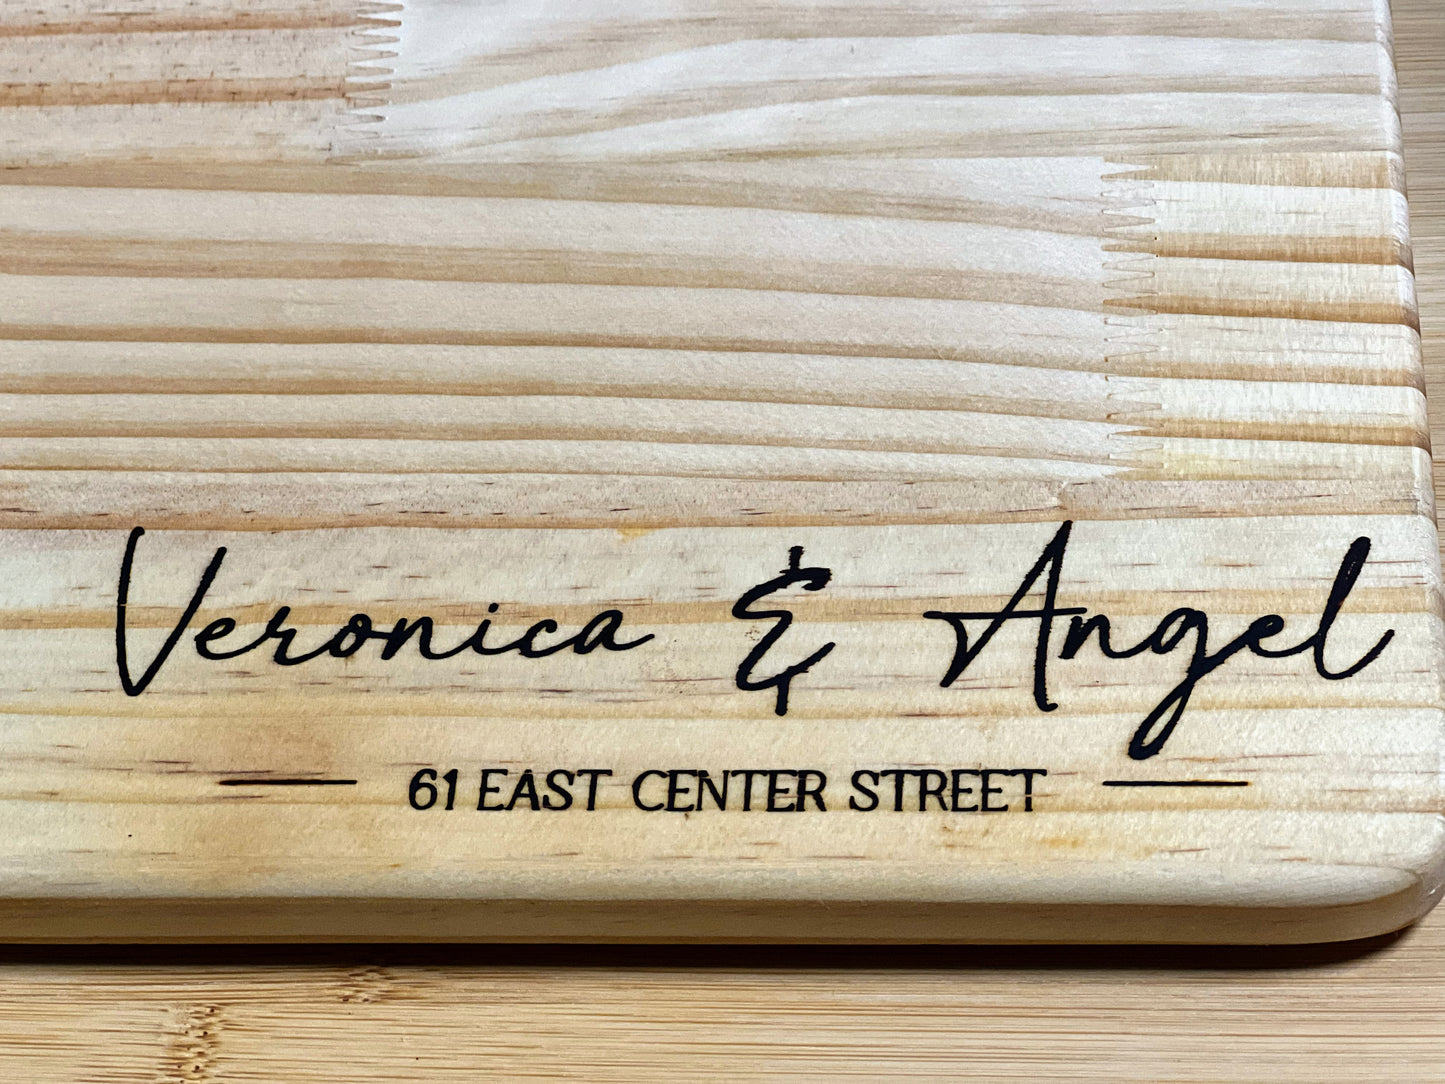 Veronica & Angel
61 EAST CENTER STREET